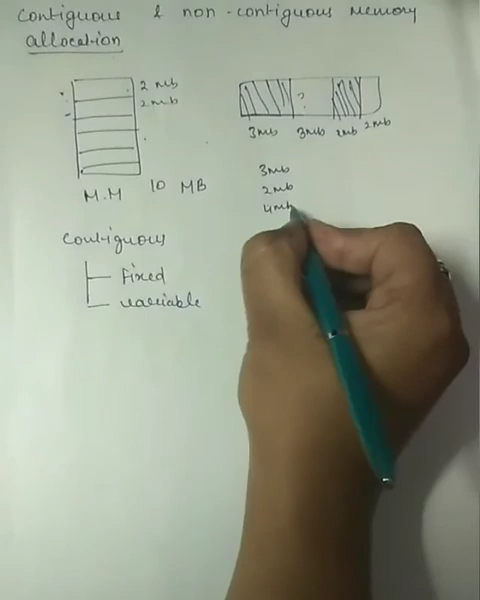 Contiguous & non-contiguous memory
allocation
2 mb
2 mb
M.M 10 MB
?
3mb 3mb 2mb 2mb
3mb
2mb
4mb
Contiguous
fixed
variable